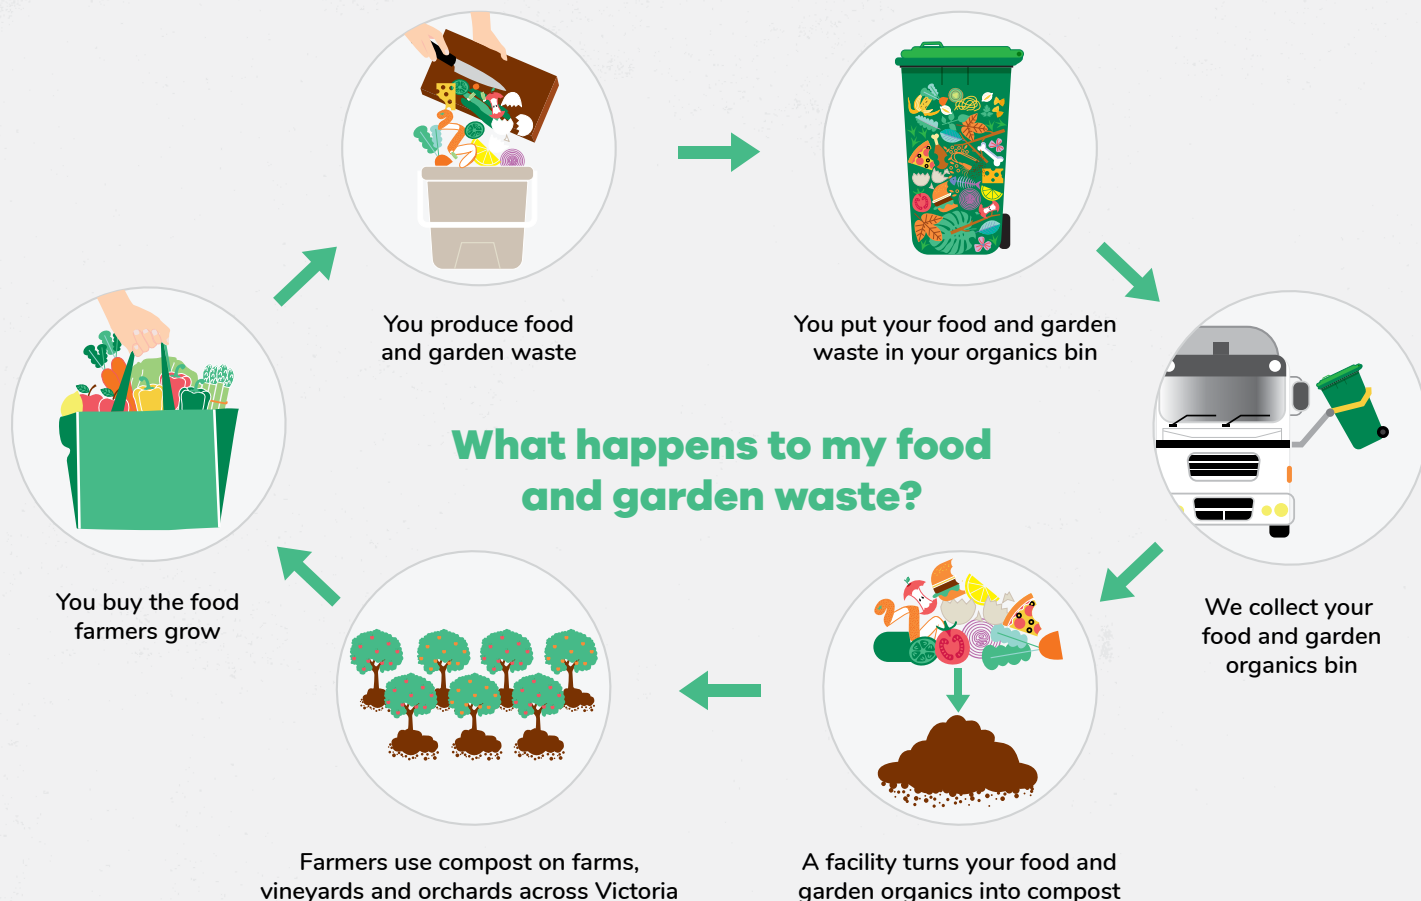 What happens to my food
and garden waste?
You produce food
and garden waste
You put your food and garden
waste in your organics bin
We collect your
food and garden
organics bin
A facility turns your food and
garden organics into compost
Farmers use compost on farms,
vineyards and orchards across Victoria
You buy the food
farmers grow